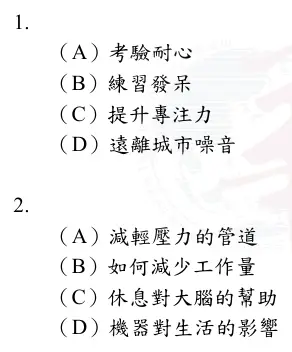 1.
（A）考驗耐心
（B）練習發呆
（C）提升專注力
（D）遠離城市噪音
2.
（A）減輕壓力的管道
（B）如何減少工作量
（C）休息對大腦的幫助
（D）機器對生活的影響